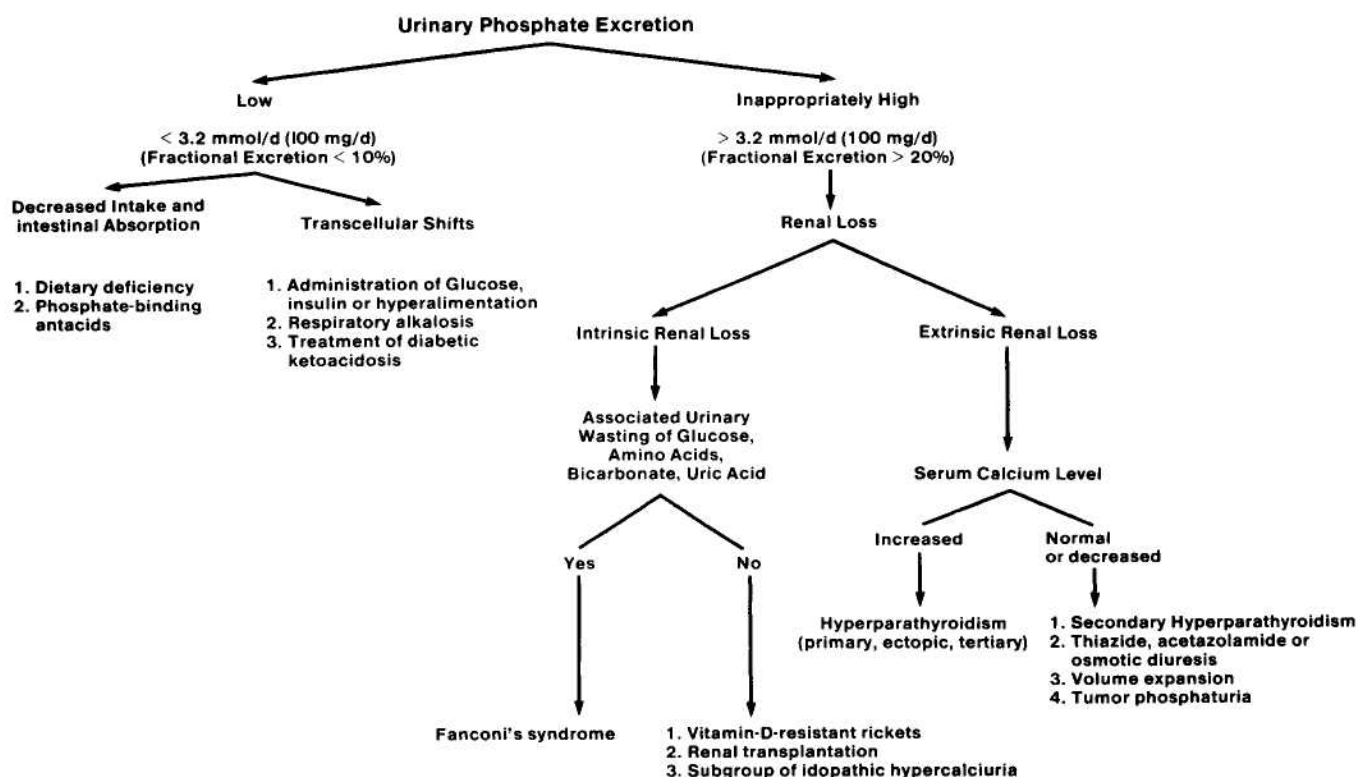 Urinary Phosphate Excretion
Low
< 3.2 mmol/d (I00 mg/d)
(Fractional Excretion < 10%)
Inappropriately High
> 3.2 mmol/d (100 mg/d)
(Fractional Excretion > 20%)
Decreased Intake and
intestinal Absorption
1. Dietary deficiency
2. Phosphate-binding
antacids
Transcellular Shifts
1. Administration of Glucose,
insulin or hyperalimentation
2. Respiratory alkalosis
3. Treatment of diabetic
ketoacidosis
Renal Loss
Intrinsic Renal Loss
Associated Urinary
Wasting of Glucose,
Amino Acids,
Bicarbonate, Uric Acid
Yes
Fanconi's syndrome
No
1. Vitamin-D-resistant rickets
2. Renal transplantation
3. Subgroup of idopathic hypercalciuria
Extrinsic Renal Loss
Serum Calcium Level
Increased
Hyperparathyroidism
(primary, ectopic, tertiary)
Normal
or decreased
1. Secondary Hyperparathyroidism
2. Thiazide, acetazolamide or
osmotic diuresis
3. Volume expansion
4. Tumor phosphaturia